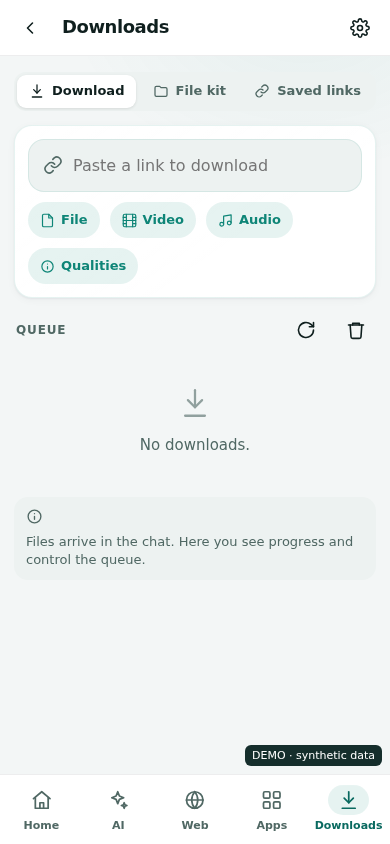 Downloads
Download
File kit
Saved links
Paste a link to download
File
Video
Audio
Qualities
QUEUE
No downloads.
Files arrive in the chat. Here you see progress and
control the queue.
DEMO · synthetic data
Home
AI
Web
Apps
Downloads